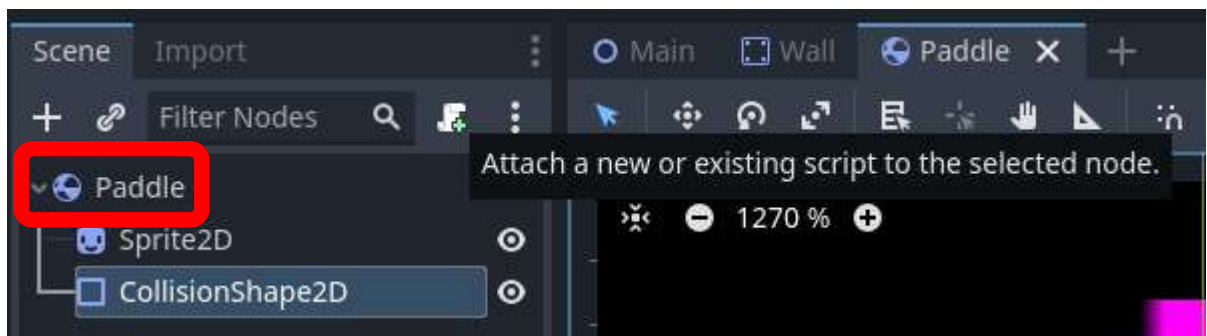 Scene Import
Main Wall Paddle
Filter Nodes
Attach a new or existing script to the selected node.
Paddle
1270 %
Sprite2D
CollisionShape2D